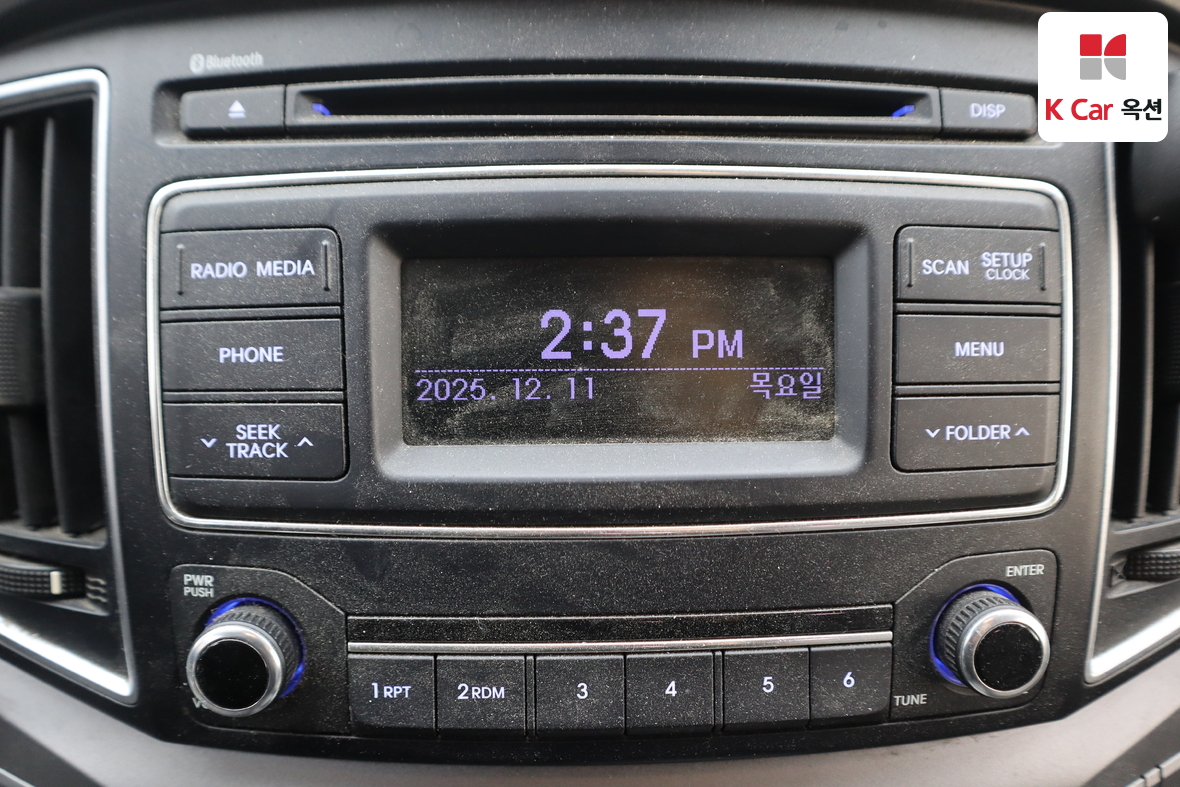 Bluetooth
DISP
K Car 옥션
RADIO MEDIA
SCAN SETUP
CLOCK
2:37 PM
PHONE
MENU
2025. 12. 11 목요일
SEEK
TRACK
FOLDER
PWR
PUSH
ENTER
1 RPT
2 RDM
3
4
5
6
TUNE